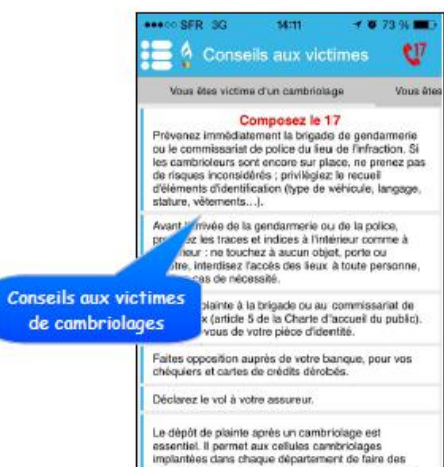 SFR 3G 14:11 73 %
Conseils aux victimes 17
Vous êtes victime d'un cambriolage Vous êtes
Composez le 17
Prévenez immédiatement la brigade de gendarmerie
ou le commissariat de police du lieu de l'infraction. Si
les cambrioleurs sont encore sur place, ne prenez pas
de risques inconsidérés ; privilégiez le recueil
d'éléments d'identification (type de véhicule, langage,
stature, vêtements...).
Avant l'arrivée de la gendarmerie ou de la police,
les traces et indices à l'intérieur comme à
: ne touchez à aucun objet, porte ou
, interdisez l'accès des lieux à toute personne,
cas de nécessité.
Conseils aux victimes
de cambriolages
plainte à la brigade ou au commissariat de
(article 5 de la Charte d'accueil du public).
vous de votre pièce d'identité.
Faites opposition auprès de votre banque, pour vos
chéquiers et cartes de crédits dérobés.
Déclarez le vol à votre assureur.
Le dépôt de plainte après un cambriolage est
essentiel. Il permet aux cellules cambriolages
implantées dans chaque département de faire des